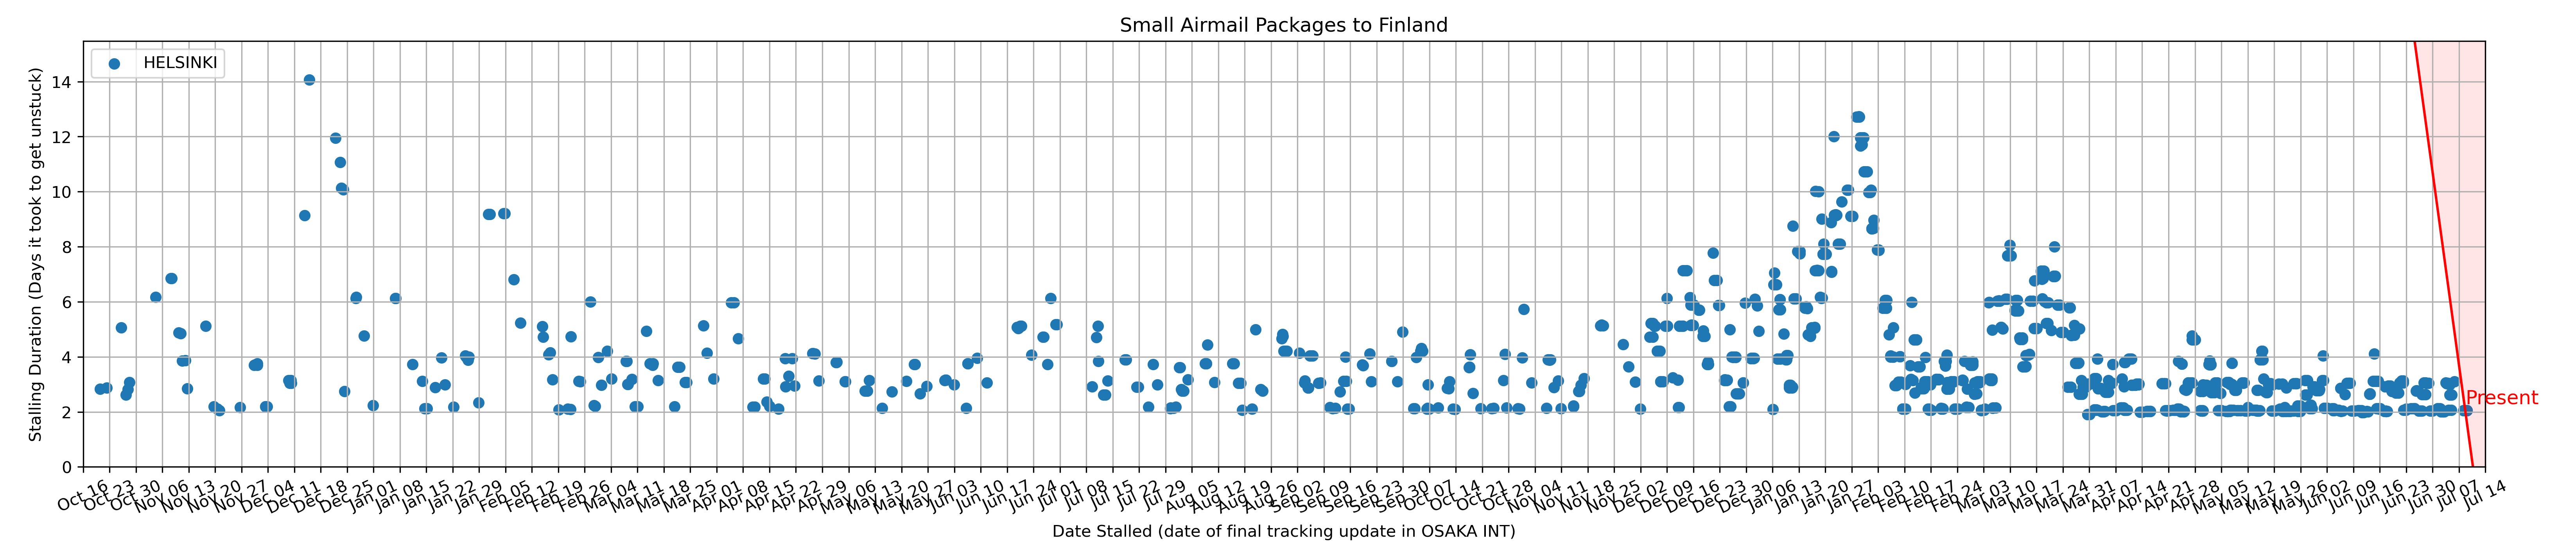 Small Airmail Packages to Finland
HELSINKI
Stalling Duration (Days it took to get unstuck)
14
12
10
8
6
4
2
0
Present
Oct 16 Oct 23 Oct 30 Nov 06 Nov 13 Nov 20 Nov 27 Dec 04 Dec 11 Dec 18 Dec 25 Jan 01 Jan 08 Jan 15 Jan 22 Jan 29 Feb 05 Feb 12 Feb 19 Feb 26 Mar 04 Mar 11 Mar 18 Mar 25 Apr 01 Apr 08 Apr 15 Apr 22 Apr 29 May 06 May 13 May 20 May 27 Jun 03 Jun 10 Jun 17 Jun 24 Jul 01 Jul 08 Jul 15 Jul 22 Jul 29 Aug 05 Aug 12 Aug 19 Aug 26 Sep 02 Sep 09 Sep 16 Sep 23 Sep 30 Oct 07 Oct 14 Oct 21 Oct 28 Nov 04 Nov 11 Nov 18 Nov 25 Dec 02 Dec 09 Dec 16 Dec 23 Dec 30 Jan 06 Jan 13 Jan 20 Jan 27 Feb 03 Feb 10 Feb 17 Feb 24 Mar 03 Mar 10 Mar 17 Mar 24 Mar 31 Apr 07 Apr 14 Apr 21 Apr 28 May 05 May 12 May 19 May 26 Jun 02 Jun 09 Jun 16 Jun 23 Jun 30 Jul 07 Jul 14
Date Stalled (date of final tracking update in OSAKA INT)